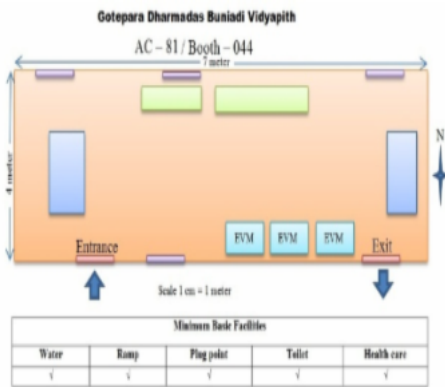 Gotepara Dharmadas Buniadi Vidyapith
AC – 81 / Booth – 044
7 meter
4 meter
N
EVM EVM EVM
Entrance Exit
Scale 1 cm = 1 meter
Minimum Basic Facilities
Water Ramp Plug point Toilet Health care
√ √ √ √ √